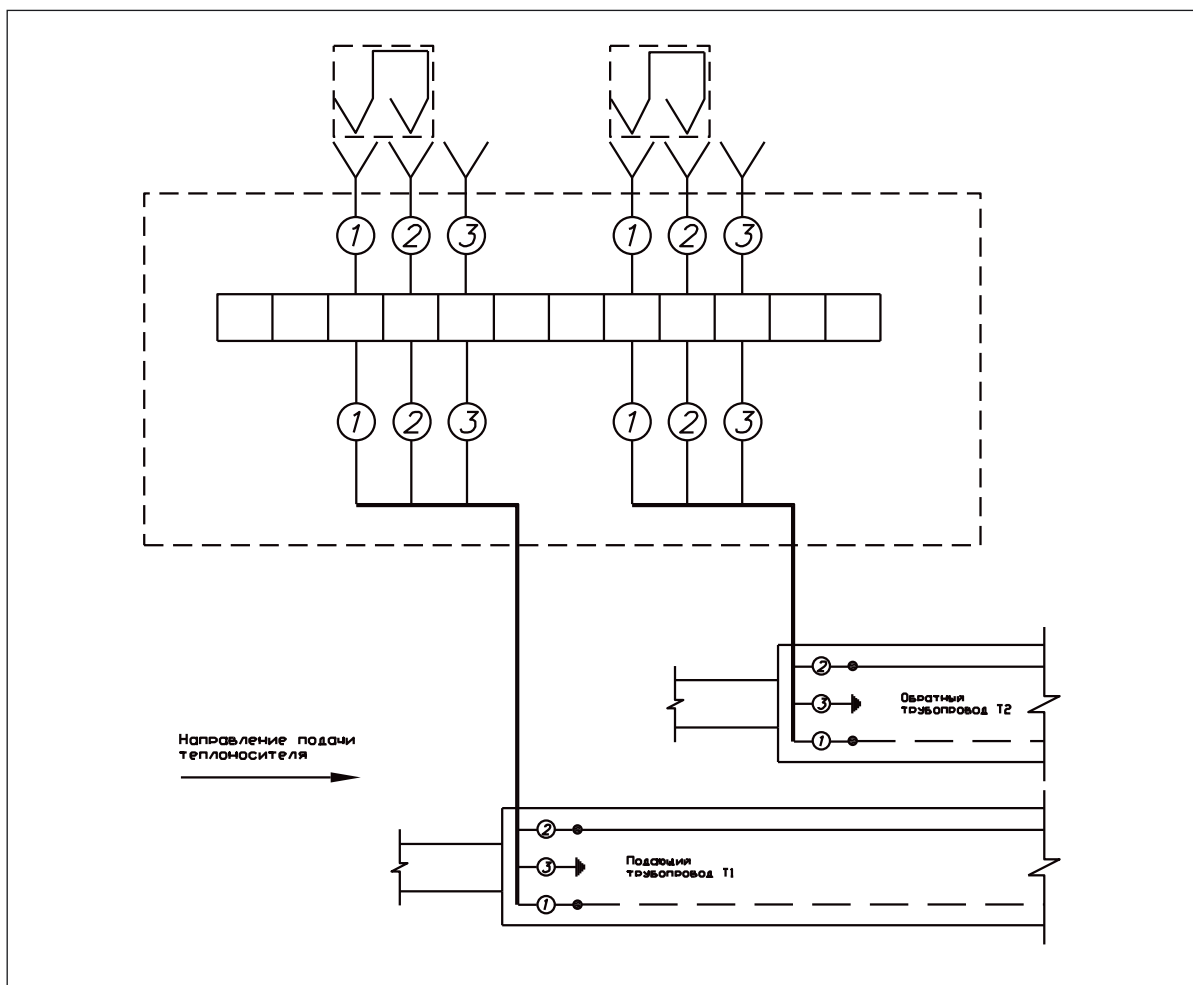 1 2 3 1 2 3
1 2 3 1 2 3
2
3
1
Обратный
трубопровод Т2
Направление подачи
теплоносителя
2
3
1
Подающий
трубопровод Т1